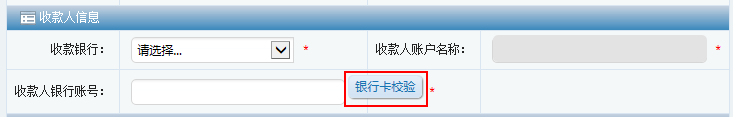 收款人信息
收款银行： 请选择... * 收款人账户名称： *
收款人银行账号： 银行卡校验 *